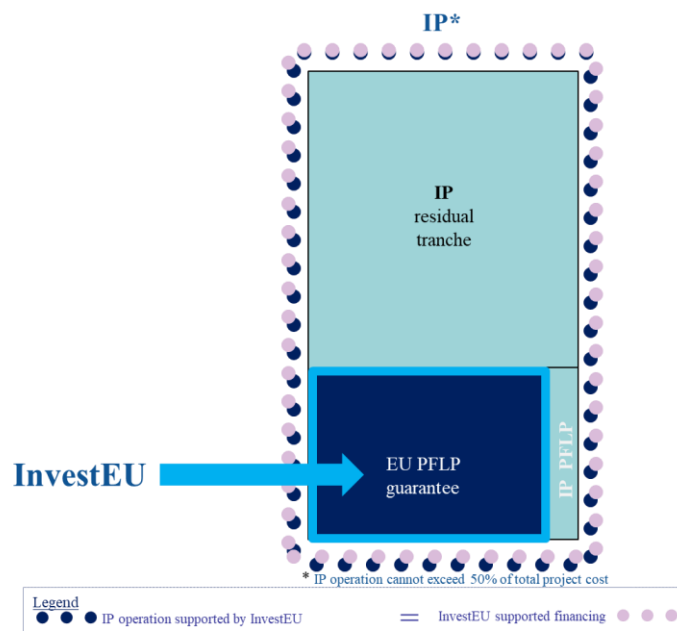 IP*
IP
residual
tranche
InvestEU
EU PFLP
guarantee
IP PFLP
* IP operation cannot exceed 50% of total project cost
Legend
IP operation supported by InvestEU = InvestEU supported financing